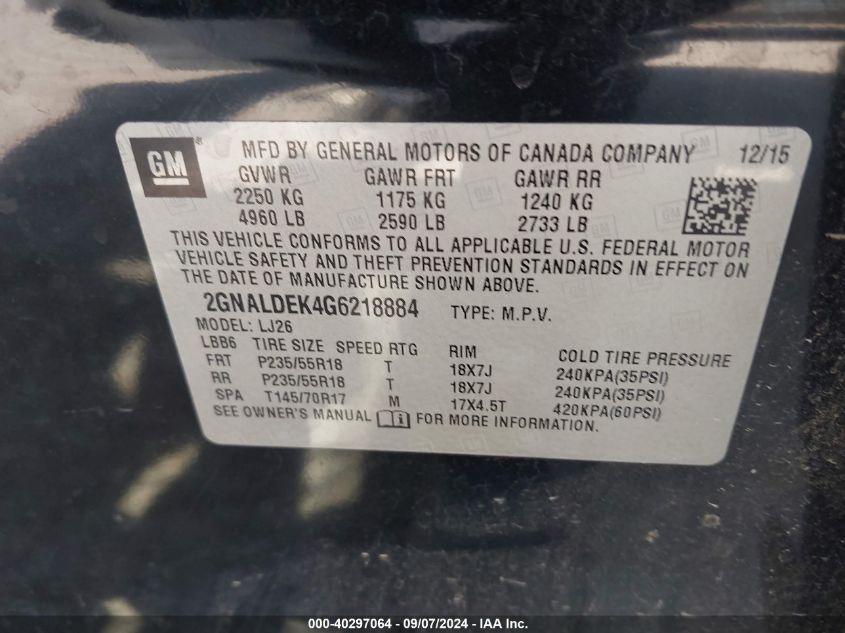 GM ® MFD BY GENERAL MOTORS OF CANADA COMPANY 12/15
GVWR GAWR FRT GAWR RR
2250 KG 1175 KG 1240 KG
4960 LB 2590 LB 2733 LB
THIS VEHICLE CONFORMS TO ALL APPLICABLE U.S. FEDERAL MOTOR
VEHICLE SAFETY AND THEFT PREVENTION STANDARDS IN EFFECT ON
THE DATE OF MANUFACTURE SHOWN ABOVE.
2GNALDEK4G6218884 TYPE: M.P.V.
MODEL: LJ26
LBB6 TIRE SIZE SPEED RTG RIM COLD TIRE PRESSURE
FRT P235/55R18 T 18X7J 240KPA(35PSI)
RR P235/55R18 T 18X7J 240KPA(35PSI)
SPA T145/70R17 M 17X4.5T 420KPA(60PSI)
SEE OWNER'S MANUAL FOR MORE INFORMATION.
000-40297064 - 09/07/2024 - IAA Inc.